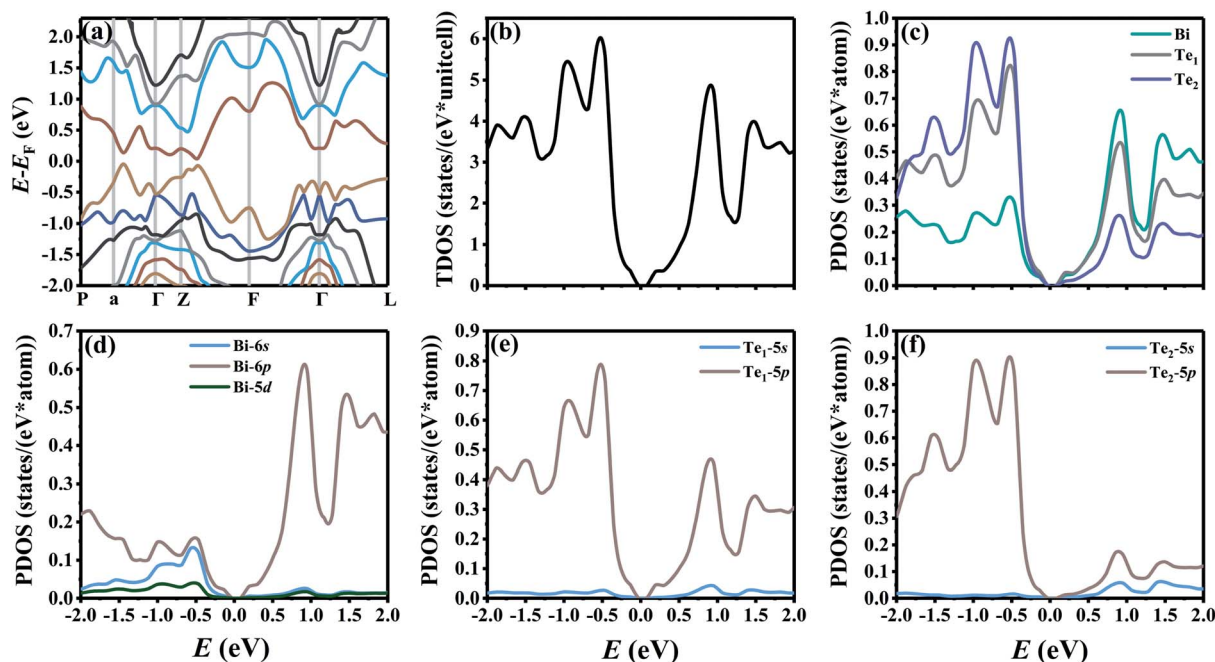 (a)
E-E_F (eV)
2.0
1.5
1.0
0.5
0.0
-0.5
-1.0
-1.5
-2.0
P a Γ Z F Γ L
(b)
TDOS (states/(eV*unitcell))
6
5
4
3
2
1
0
(c)
Bi
Te₁
Te₂
PDOS (states/(eV*atom))
1.0
0.9
0.8
0.7
0.6
0.5
0.4
0.3
0.2
0.1
0.0
(d)
Bi-6s
Bi-6p
Bi-5d
PDOS (states/(eV*atom))
0.7
0.6
0.5
0.4
0.3
0.2
0.1
0.0
-2.0 -1.5 -1.0 -0.5 0.0 0.5 1.0 1.5 2.0
E (eV)
(e)
Te₁-5s
Te₁-5p
PDOS (states/(eV*atom))
0.9
0.8
0.7
0.6
0.5
0.4
0.3
0.2
0.1
0.0
-2.0 -1.5 -1.0 -0.5 0.0 0.5 1.0 1.5 2.0
E (eV)
(f)
Te₂-5s
Te₂-5p
PDOS (states/(eV*atom))
1.0
0.9
0.8
0.7
0.6
0.5
0.4
0.3
0.2
0.1
0.0
-2.0 -1.5 -1.0 -0.5 0.0 0.5 1.0 1.5 2.0
E (eV)